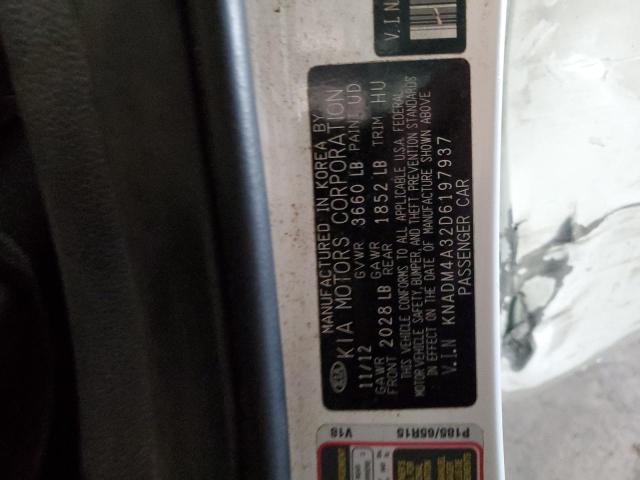 V.I.N
KIA
MANUFACTURED IN KOREA BY
KIA MOTORS CORPORATION
11/12 GVWR 3660 LB PAINT UD
GAWR FRONT 2028 LB GAWR REAR 1852 LB TRIM HU
THIS VEHICLE CONFORMS TO ALL APPLICABLE U.S.A. FEDERAL
MOTOR VEHICLE SAFETY, BUMPER, AND THEFT PREVENTION STANDARDS
IN EFFECT ON THE DATE OF MANUFACTURE SHOWN ABOVE
V.I.N KNADM4A32D6197937
PASSENGER CAR
P185/65R15
V18